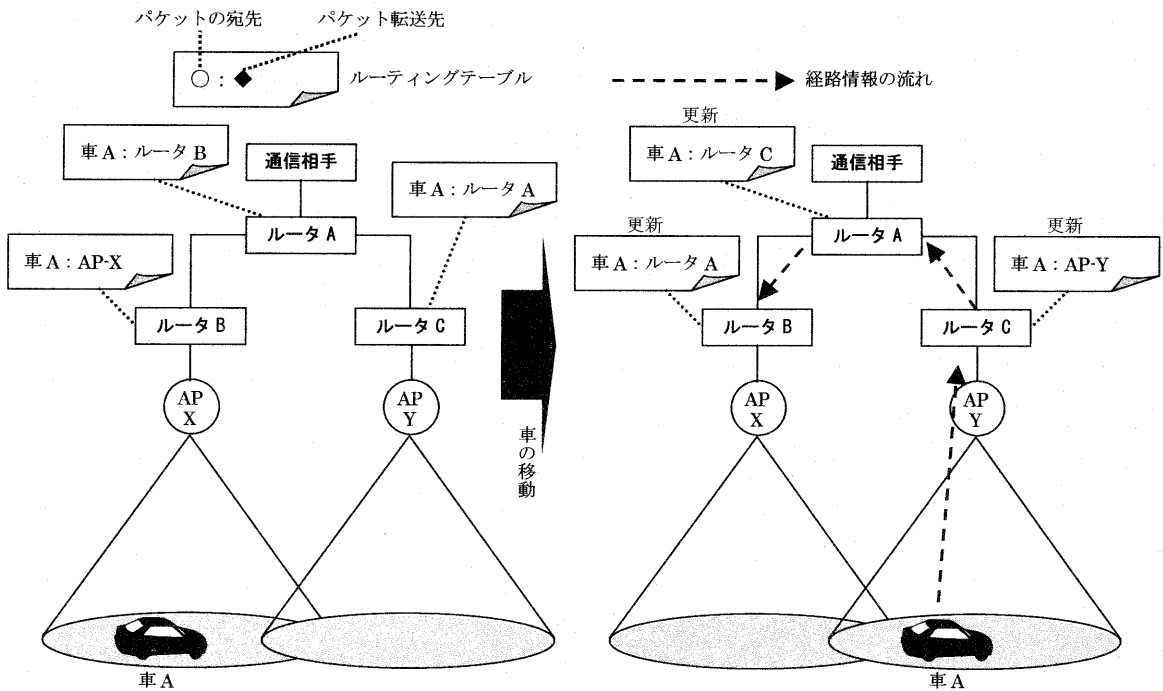 パケットの宛先
パケット転送先
○:◆
ルーティングテーブル
経路情報の流れ
車A:ルータB
通信相手
車A:ルータA
車A:AP-X
ルータA
ルータB
ルータC
AP
X
AP
Y
車A
車の移動
更新
車A:ルータC
通信相手
更新
車A:ルータA
ルータA
更新
車A:AP-Y
ルータB
ルータC
AP
X
AP
Y
車A